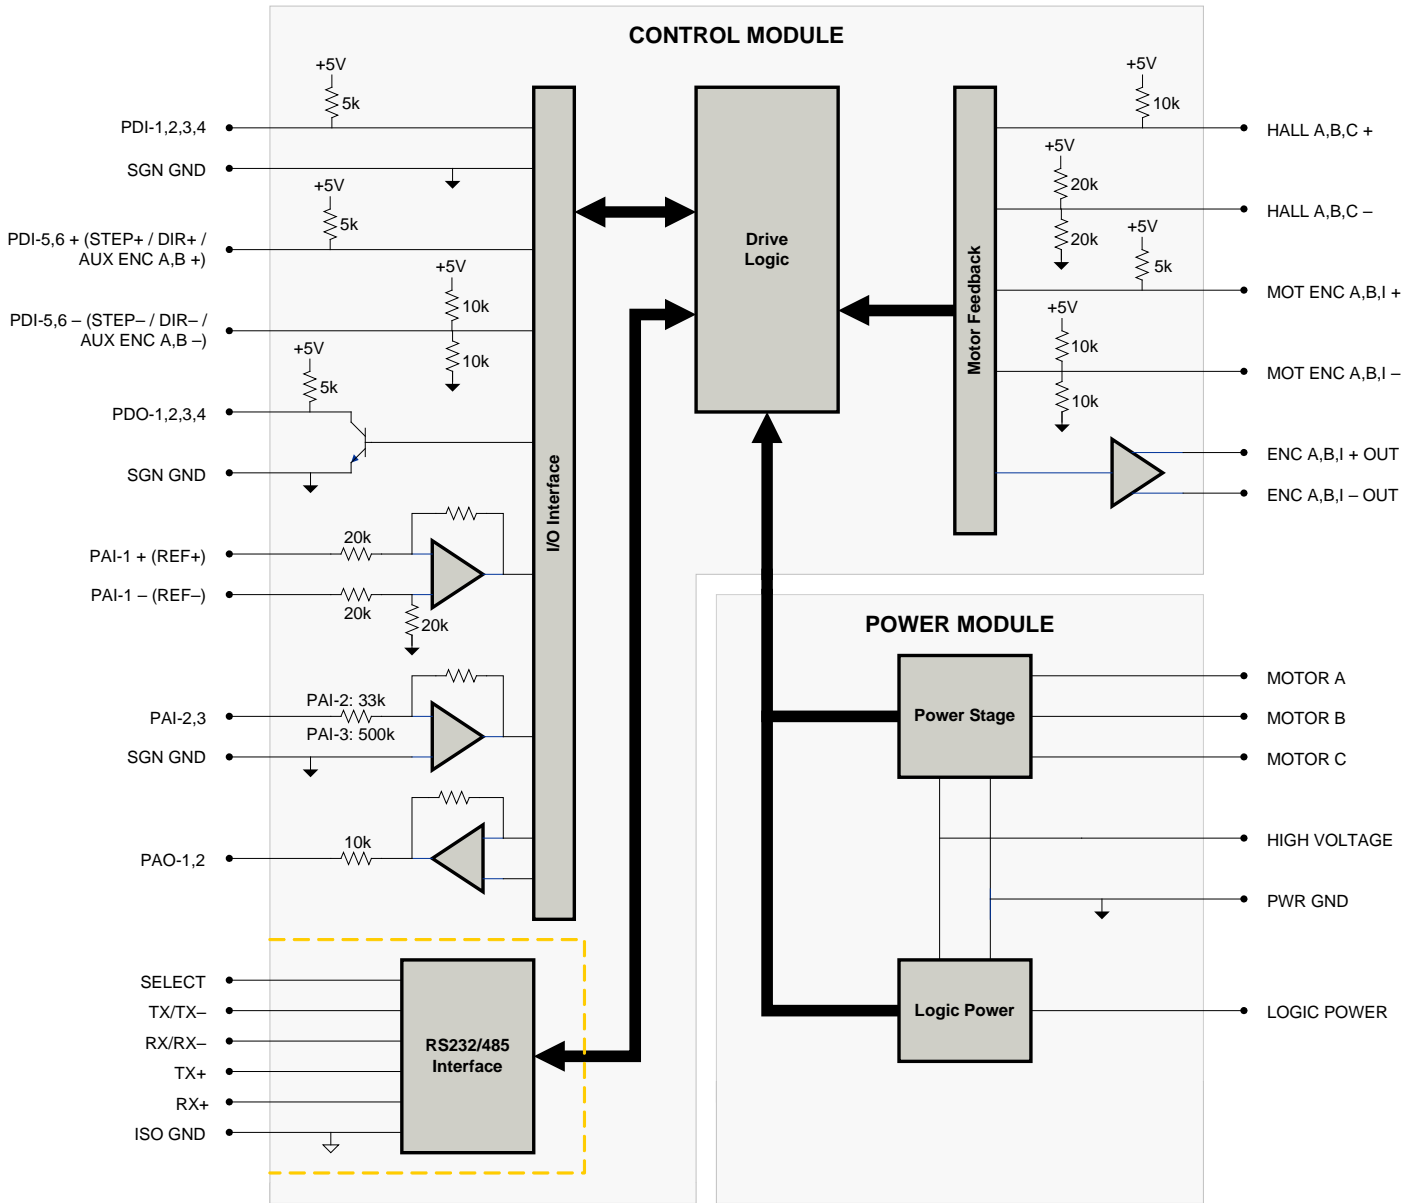 CONTROL MODULE
+5V
5k
PDI-1,2,3,4
SGN GND
+5V
5k
PDI-5,6 + (STEP+ / DIR+ /
AUX ENC A,B +)
+5V
10k
PDI-5,6 – (STEP– / DIR– /
AUX ENC A,B –)
10k
+5V
5k
PDO-1,2,3,4
SGN GND
PAI-1 + (REF+)
20k
PAI-1 – (REF–)
20k
20k
PAI-2,3
PAI-2: 33k
PAI-3: 500k
SGN GND
PAO-1,2
10k
I/O Interface
SELECT
TX/TX–
RX/RX–
TX+
RX+
ISO GND
RS232/485
Interface
Drive
Logic
Motor Feedback
+5V
10k
HALL A,B,C +
+5V
20k
HALL A,B,C –
20k
+5V
5k
MOT ENC A,B,I +
+5V
10k
MOT ENC A,B,I –
10k
ENC A,B,I + OUT
ENC A,B,I – OUT
POWER MODULE
Power Stage
MOTOR A
MOTOR B
MOTOR C
HIGH VOLTAGE
PWR GND
Logic Power
LOGIC POWER